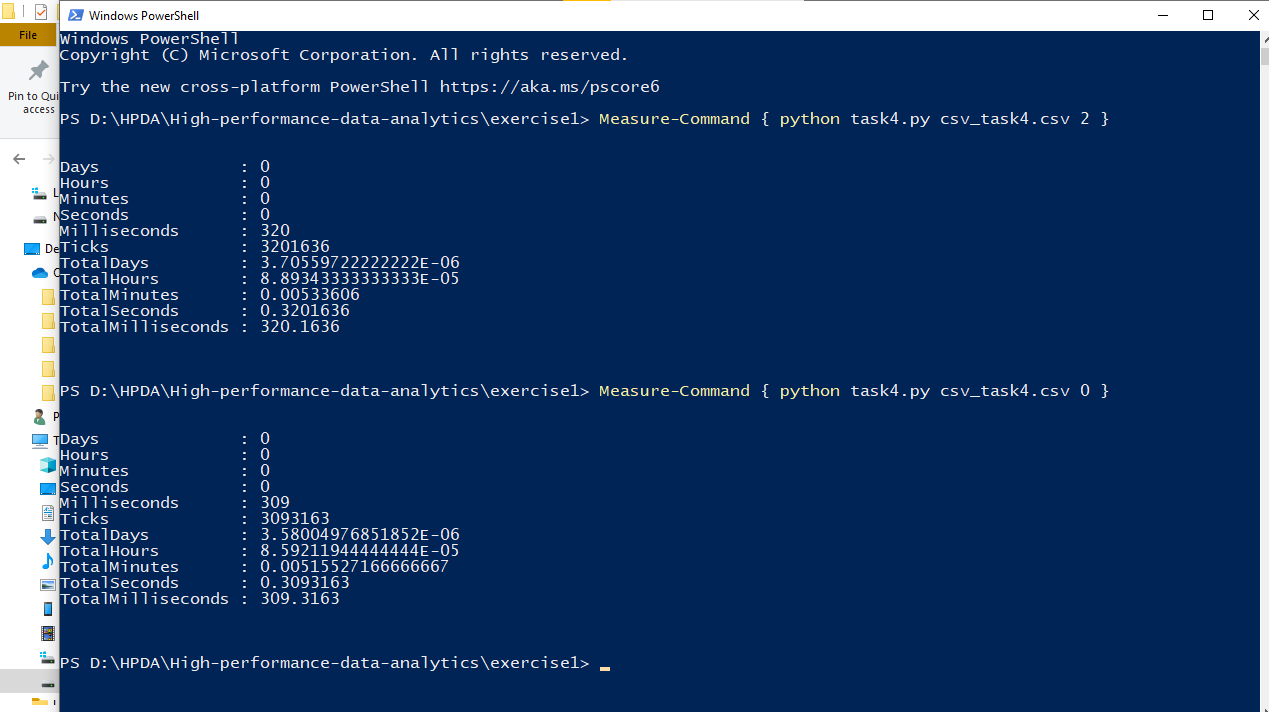 Windows PowerShell
File
Pin to Qui
access
Windows PowerShell
Copyright (C) Microsoft Corporation. All rights reserved.
Try the new cross-platform PowerShell https://aka.ms/pscore6
PS D:\HPDA\High-performance-data-analytics\exercise1> Measure-Command { python task4.py csv_task4.csv 2 }
Days : 0
Hours : 0
Minutes : 0
Seconds : 0
Milliseconds : 320
Ticks : 3201636
TotalDays : 3.70559722222222E-06
TotalHours : 8.89343333333333E-05
TotalMinutes : 0.00533606
TotalSeconds : 0.3201636
TotalMilliseconds : 320.1636
PS D:\HPDA\High-performance-data-analytics\exercise1> Measure-Command { python task4.py csv_task4.csv 0 }
Days : 0
Hours : 0
Minutes : 0
Seconds : 0
Milliseconds : 309
Ticks : 3093163
TotalDays : 3.58004976851852E-06
TotalHours : 8.59211944444444E-05
TotalMinutes : 0.00515527166666667
TotalSeconds : 0.3093163
TotalMilliseconds : 309.3163
PS D:\HPDA\High-performance-data-analytics\exercise1>